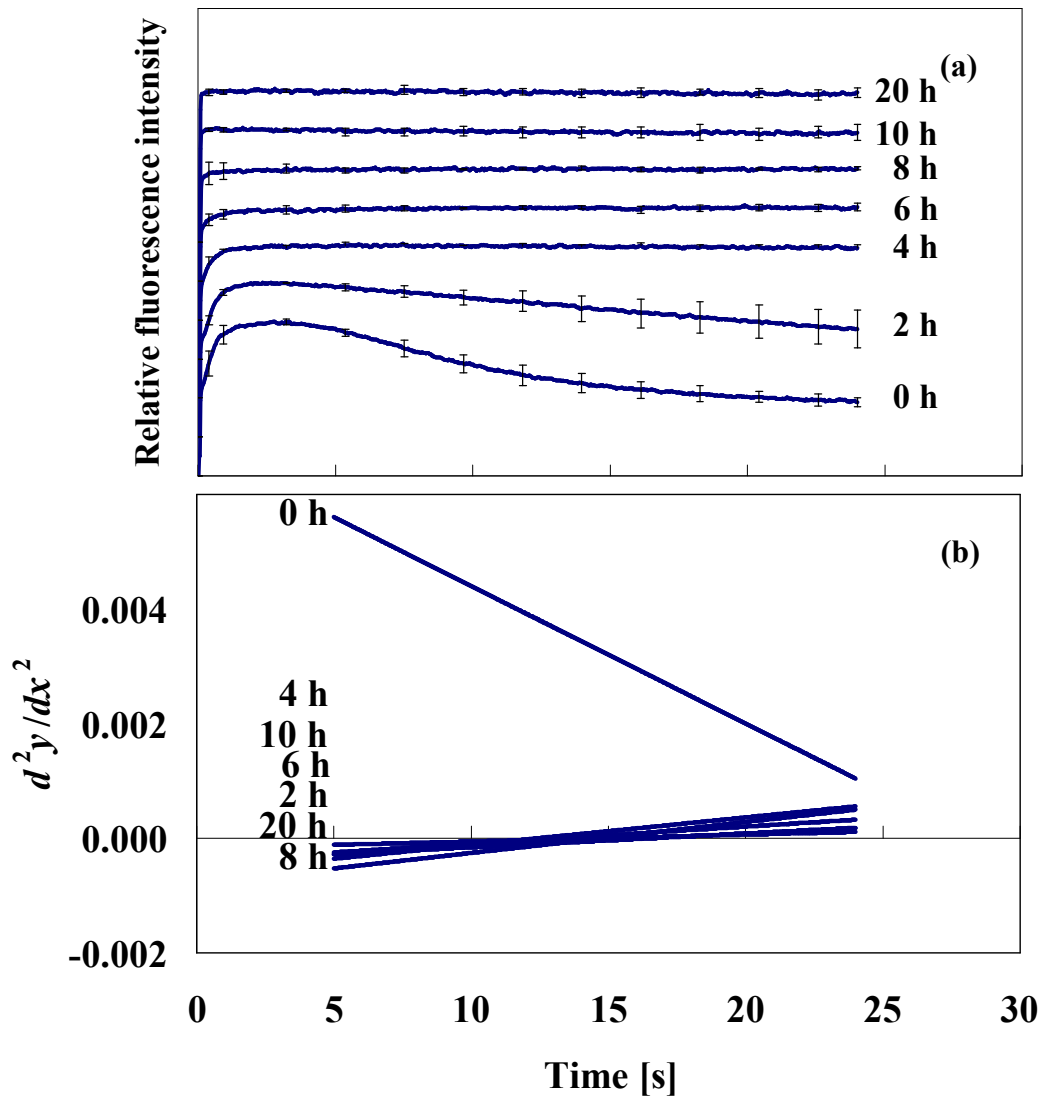 Relative fluorescence intensity
(a)
20 h
10 h
8 h
6 h
4 h
2 h
0 h
0 h
(b)
0.004
4 h
0.002
10 h
6 h
2 h
20 h
0.000
8 h
-0.002
d²y/dx²
0 5 10 15 20 25 30
Time [s]